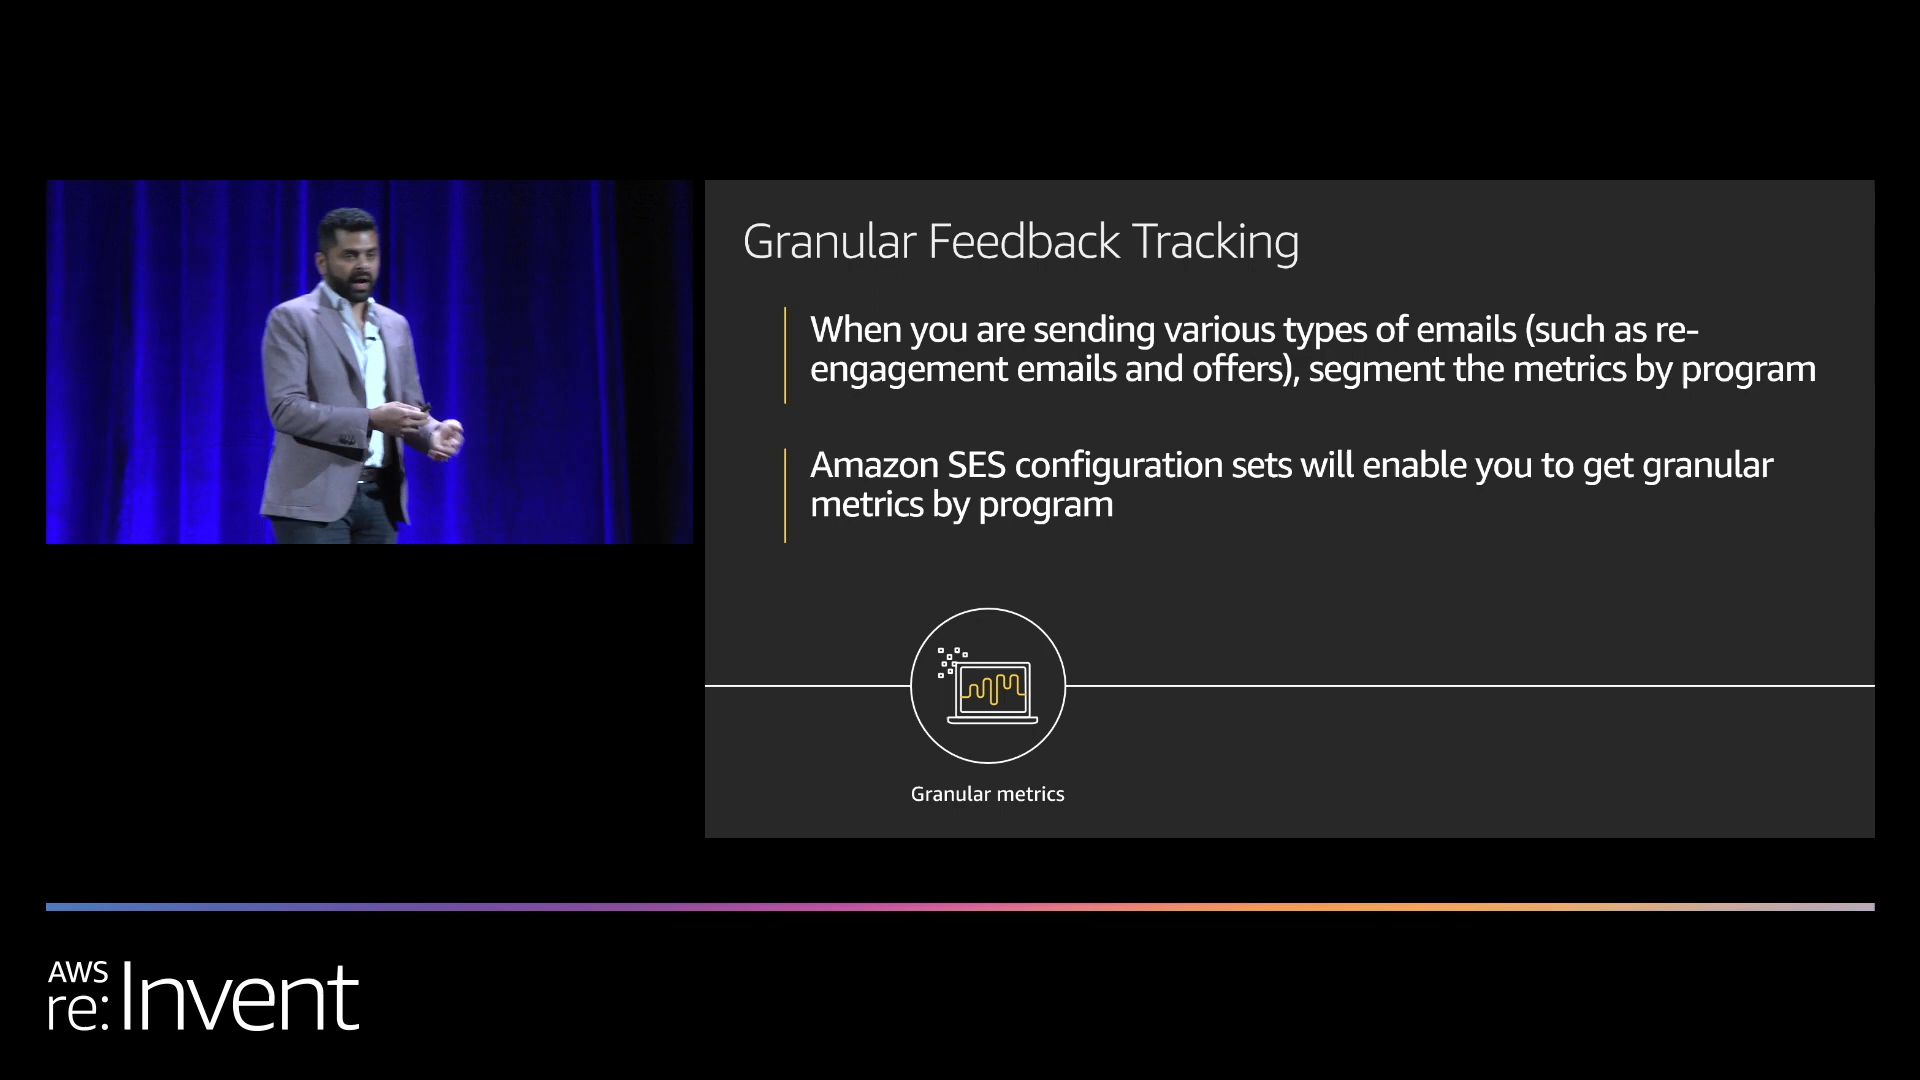 Granular Feedback Tracking
When you are sending various types of emails (such as re-
engagement emails and offers), segment the metrics by program
Amazon SES configuration sets will enable you to get granular
metrics by program
Granular metrics
AWS
re:Invent